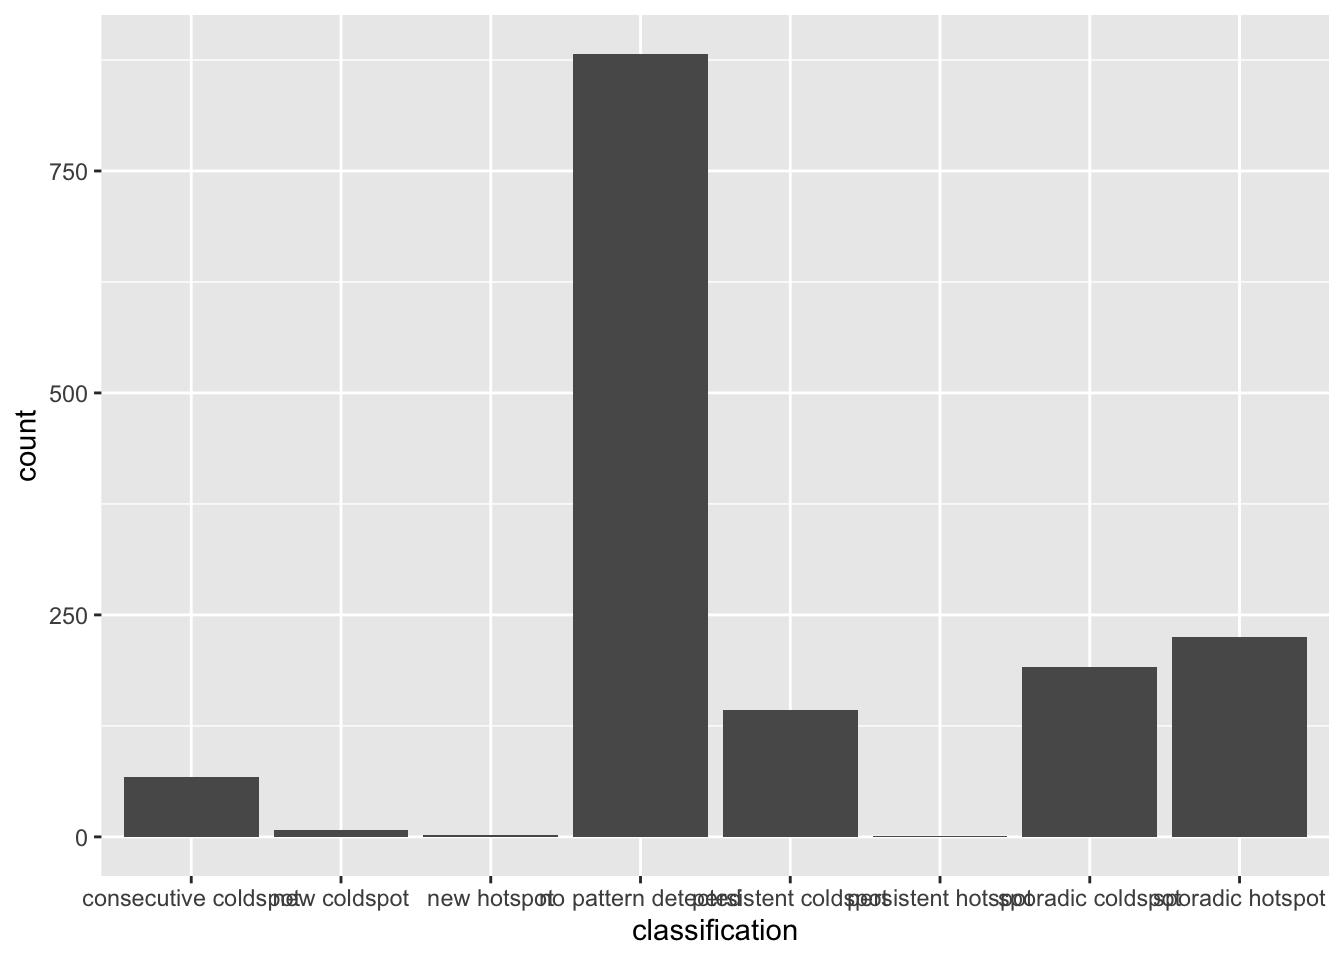 750
500
250
0
count
consecutive coldspot
new coldspot
new hotspot
no pattern detected
persistent coldspot
persistent hotspot
sporadic coldspot
sporadic hotspot
classification